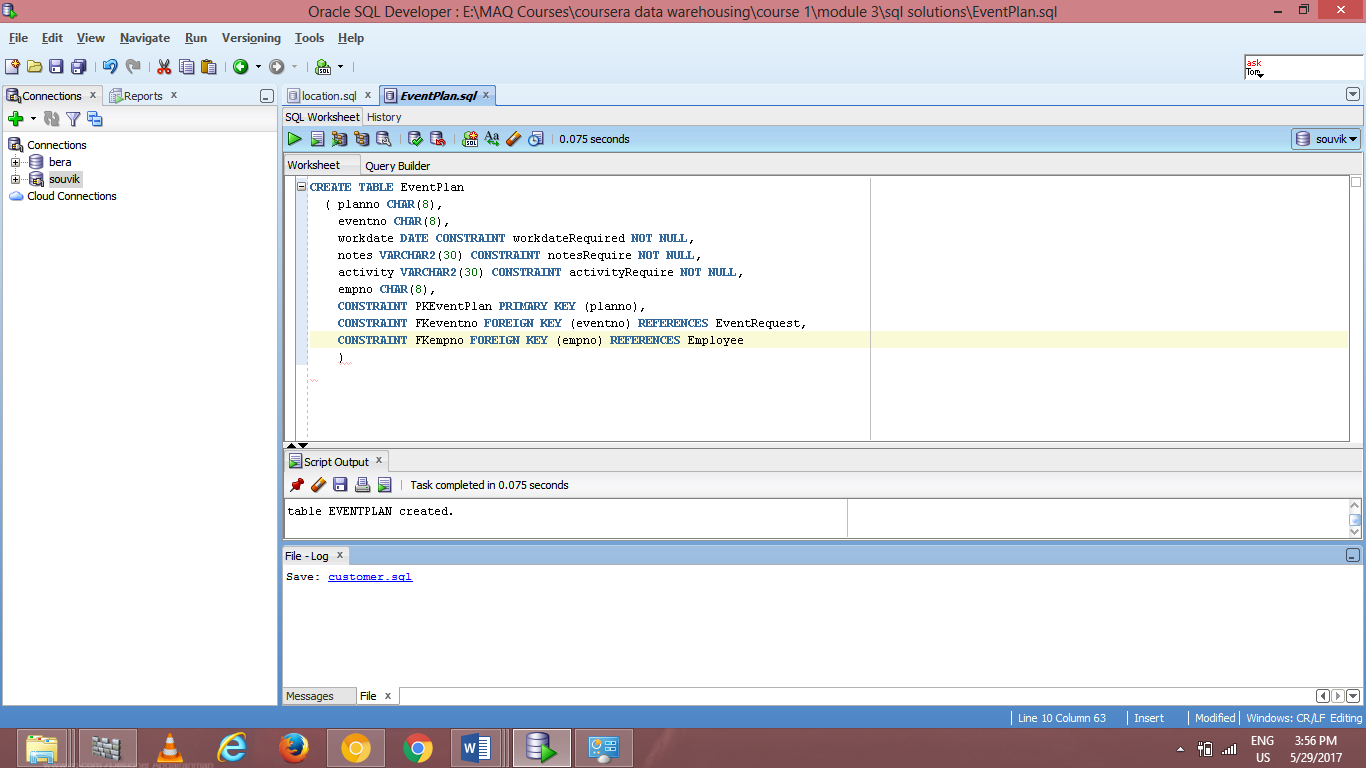 Oracle SQL Developer : E:\MAQ Courses\coursera data warehousing\course 1\module 3\sql solutions\EventPlan.sql
File Edit View Navigate Run Versioning Tools Help
ask
Tom
Connections Reports
location.sql EventPlan.sql
SQL Worksheet History
0.075 seconds
souvik
Connections
bera
souvik
Cloud Connections
Worksheet Query Builder
CREATE TABLE EventPlan
( planno CHAR(8),
eventno CHAR(8),
workdate DATE CONSTRAINT workdateRequired NOT NULL,
notes VARCHAR2(30) CONSTRAINT notesRequire NOT NULL,
activity VARCHAR2(30) CONSTRAINT activityRequire NOT NULL,
empno CHAR(8),
CONSTRAINT PKEventPlan PRIMARY KEY (planno),
CONSTRAINT FKeventno FOREIGN KEY (eventno) REFERENCES EventRequest,
CONSTRAINT FKempno FOREIGN KEY (empno) REFERENCES Employee
)
Script Output
Task completed in 0.075 seconds
table EVENTPLAN created.
File - Log
Save: customer.sql
Messages File
Line 10 Column 63 Insert Modified Windows: CR/LF Editing
ENG
US
3:56 PM
5/29/2017